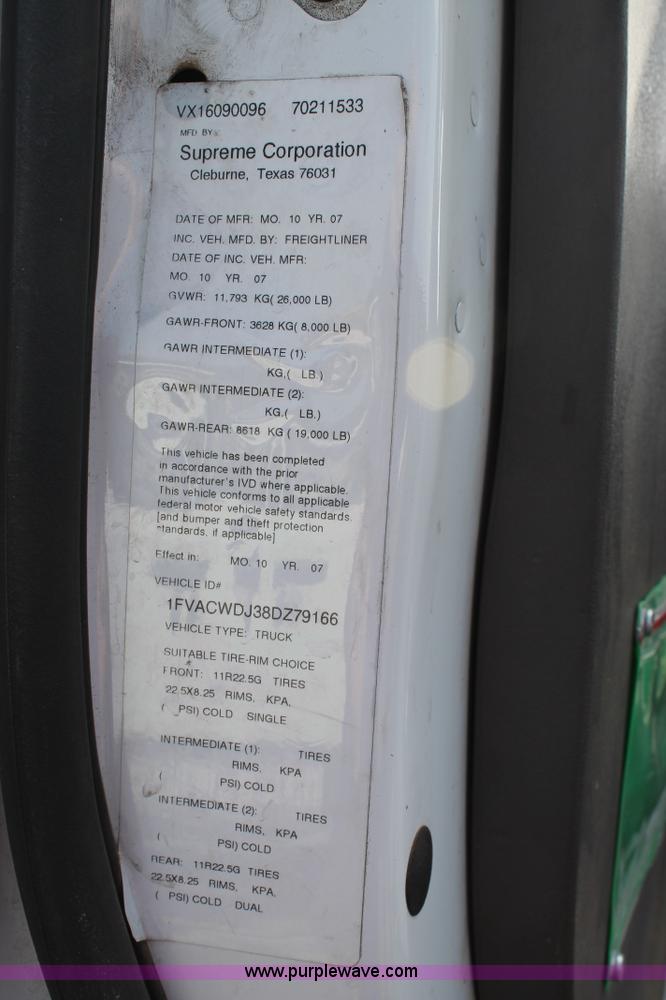 VX16090096 70211533
MFD BY:
Supreme Corporation
Cleburne, Texas 76031
DATE OF MFR: MO. 10 YR. 07
INC. VEH. MFD. BY: FREIGHTLINER
DATE OF INC. VEH. MFR:
MO. 10 YR. 07
GVWR: 11,793 KG( 26,000 LB)
GAWR-FRONT: 3628 KG( 8,000 LB)
GAWR INTERMEDIATE (1):
KG,( LB.)
GAWR INTERMEDIATE (2):
KG.( LB.)
GAWR-REAR: 8618 KG ( 19,000 LB)
This vehicle has been completed
in accordance with the prior
manufacturer's IVD where applicable.
This vehicle conforms to all applicable
federal motor vehicle safety standards.
[and bumper and theft protection
standards, if applicable]
Effect in: MO. 10 YR. 07
VEHICLE ID#
1FVACWDJ38DZ79166
VEHICLE TYPE: TRUCK
SUITABLE TIRE-RIM CHOICE
FRONT: 11R22.5G TIRES
22.5X8.25 RIMS, KPA,
( PSI) COLD SINGLE
INTERMEDIATE (1): TIRES
RIMS, KPA
( PSI) COLD
INTERMEDIATE (2): TIRES
RIMS, KPA
( PSI) COLD
REAR: 11R22.5G TIRES
22.5X8.25 RIMS, KPA,
( PSI) COLD DUAL
www.purplewave.com